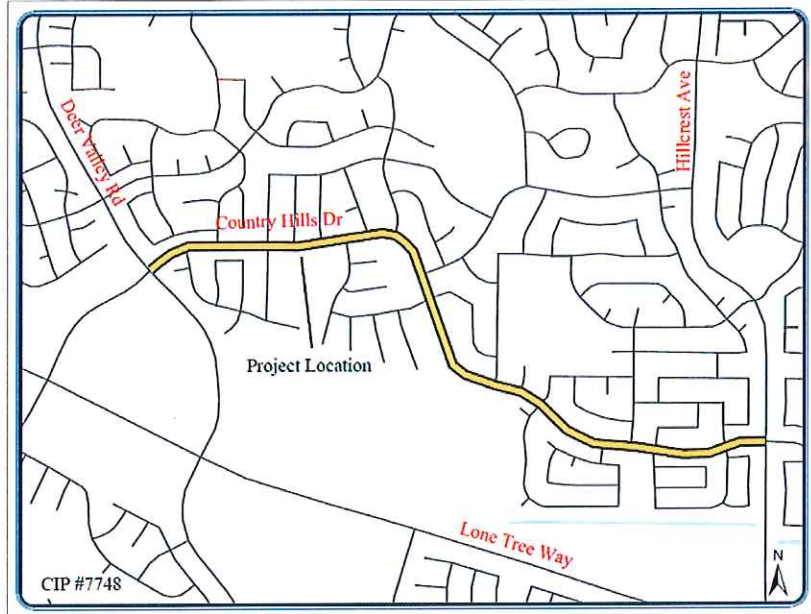 Deer Valley Rd
Hillcrest Ave
Country Hills Dr
Project Location
Lone Tree Way
CIP #7748
N